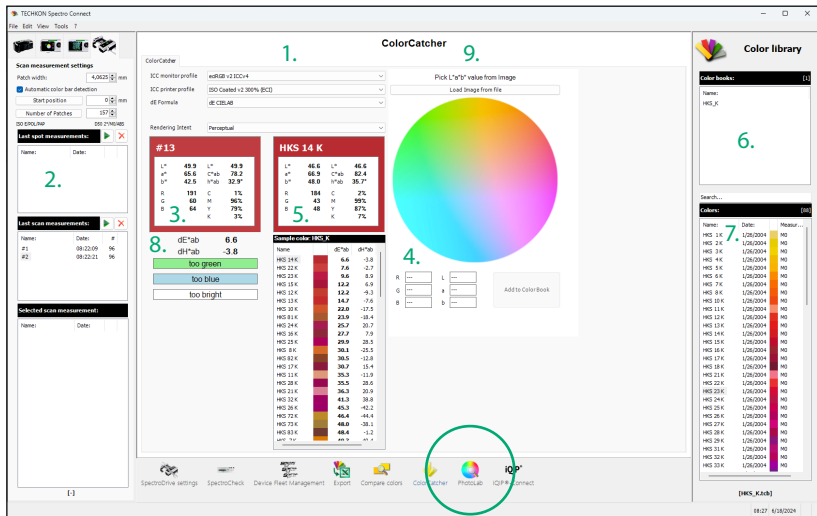 TECHKON Spectro Connect
File Edit View Tools ?
Scan measurement settings
Patch width: 4,0625 mm
Automatic color bar detection
Start position 0 mm
Number of Patches 157
ISO E/POL/PAP D50 2°/M0/ABS
Last spot measurements:
Name: Date:
2.
Last scan measurements:
Name: Date: #
#1 08:22:09 96
#2 08:22:21 96
Selected scan measurement:
Name: Date:
[-]
ColorCatcher
1.
9.
ColorCatcher
ICC monitor profile eciRGB v2 ICCv4
ICC printer profile ISO Coated v2 300% (ECI)
dE Formula dE CIELAB
Rendering Intent Perceptual
#13
L* 49.9 L* 49.9
a* 65.6 C*ab 78.2
b* 42.5 h*ab 32.9°
R 191 C 1%
G 60 M 96%
B 64 Y 79%
K 3%
3.
8.
dE*ab 6.6
dH*ab -3.8
too green
too blue
too bright
HKS 14 K
L* 46.6 L* 46.6
a* 66.9 C*ab 82.4
b* 48.0 h*ab 35.7°
R 184 C 2%
G 43 M 99%
B 48 Y 87%
K 7%
5.
Sample color: HKS_K
Name dE*ab dH*ab
HKS 14 K 6.6 -3.8
HKS 22 K 7.6 -2.7
HKS 23 K 9.6 8.9
HKS 15 K 12.2 6.9
HKS 12 K 12.2 -9.3
HKS 13 K 14.7 -7.6
HKS 10 K 22.0 -17.5
HKS 81 K 23.9 -18.4
HKS 24 K 25.7 20.7
HKS 16 K 27.7 7.9
HKS 25 K 29.9 28.5
HKS 8 K 30.1 -25.5
HKS 82 K 30.5 -12.8
HKS 17 K 30.7 15.4
HKS 11 K 35.3 -11.9
HKS 28 K 35.5 28.6
HKS 21 K 36.3 20.9
HKS 32 K 41.3 38.8
HKS 26 K 45.3 -42.2
HKS 72 K 46.4 -44.4
HKS 73 K 48.0 -38.1
HKS 83 K 48.4 -1.2
Pick L*a*b* value from Image
Load Image from file
4.
R --- L ---
G --- a ---
B --- b ---
Add to Color Book
SpectroDrive settings SpectroCheck Device Fleet Management Export Compare colors ColorCatcher PhotoLab
iQIP®
Color library
Color books: [1]
Name:
HKS_K
6.
Search...
Colors: [88]
Name: Date: Measur...
7.
HKS 1 K 1/26/2004 M0
HKS 2 K 1/26/2004 M0
HKS 3 K 1/26/2004 M0
HKS 4 K 1/26/2004 M0
HKS 5 K 1/26/2004 M0
HKS 6 K 1/26/2004 M0
HKS 7 K 1/26/2004 M0
HKS 8 K 1/26/2004 M0
HKS 10 K 1/26/2004 M0
HKS 11 K 1/26/2004 M0
HKS 12 K 1/26/2004 M0
HKS 13 K 1/26/2004 M0
HKS 14 K 1/26/2004 M0
HKS 15 K 1/26/2004 M0
HKS 16 K 1/26/2004 M0
HKS 17 K 1/26/2004 M0
HKS 18 K 1/26/2004 M0
HKS 21 K 1/26/2004 M0
HKS 22 K 1/26/2004 M0
HKS 23 K 1/26/2004 M0
HKS 24 K 1/26/2004 M0
HKS 25 K 1/26/2004 M0
HKS 26 K 1/26/2004 M0
HKS 27 K 1/26/2004 M0
HKS 28 K 1/26/2004 M0
HKS 29 K 1/26/2004 M0
HKS 31 K 1/26/2004 M0
HKS 32 K 1/26/2004 M0
HKS 33 K 1/26/2004 M0
[HKS_K.tcb]
08:27 6/18/2024